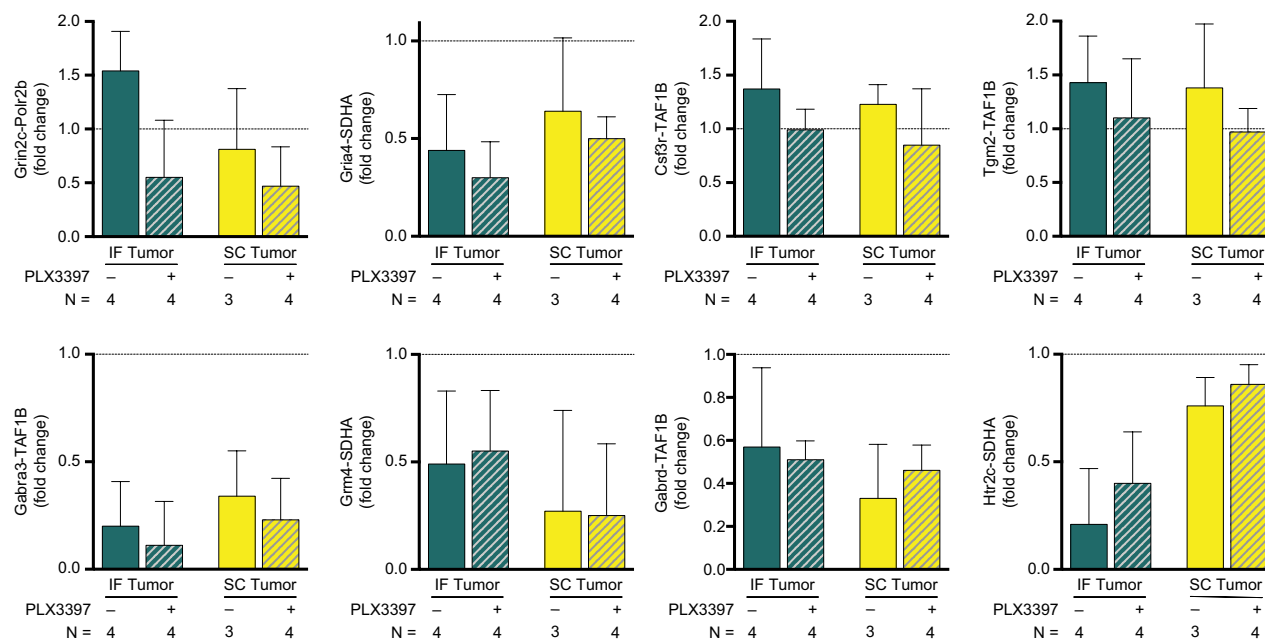 Grin2c-Polr2b
(fold change)
2.0
1.5
1.0
0.5
0.0
IF Tumor SC Tumor
PLX3397 – + – +
N = 4 4 3 4
Gria4-SDHA
(fold change)
1.0
0.5
0.0
IF Tumor SC Tumor
PLX3397 – + – +
N = 4 4 3 4
Csf3r-TAF1B
(fold change)
2.0
1.5
1.0
0.5
0.0
IF Tumor SC Tumor
PLX3397 – + – +
N = 4 4 3 4
Tgm2-TAF1B
(fold change)
2.0
1.5
1.0
0.5
0.0
IF Tumor SC Tumor
PLX3397 – + – +
N = 4 4 3 4
Gabra3-TAF1B
(fold change)
1.0
0.5
0.0
IF Tumor SC Tumor
PLX3397 – + – +
N = 4 4 3 4
Grm4-SDHA
(fold change)
1.0
0.5
0.0
IF Tumor SC Tumor
PLX3397 – + – +
N = 4 4 3 4
Gabrd-TAF1B
(fold change)
1.0
0.8
0.6
0.4
0.2
0.0
IF Tumor SC Tumor
PLX3397 – + – +
N = 4 4 3 4
Htr2c-SDHA
(fold change)
1.0
0.5
0.0
IF Tumor SC Tumor
PLX3397 – + – +
N = 4 4 3 4